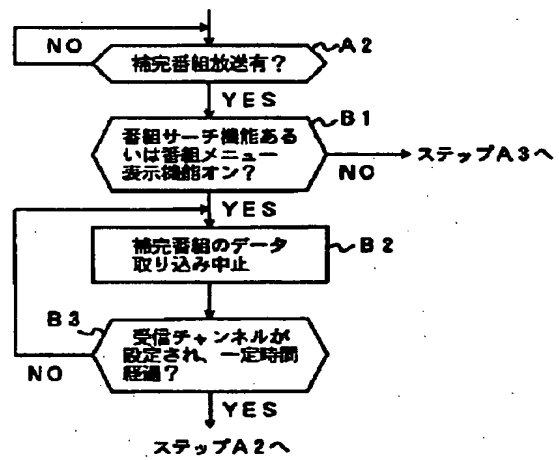 NO
A2
補完番組放送有?
YES
B1
番組サーチ機能ある
いは番組メニュー
表示機能オン?
ステップA3へ
NO
YES
補完番組のデータ
取り込み中止
B2
B3
受信チャンネルが
設定され、一定時間
経過?
NO
YES
ステップA2へ